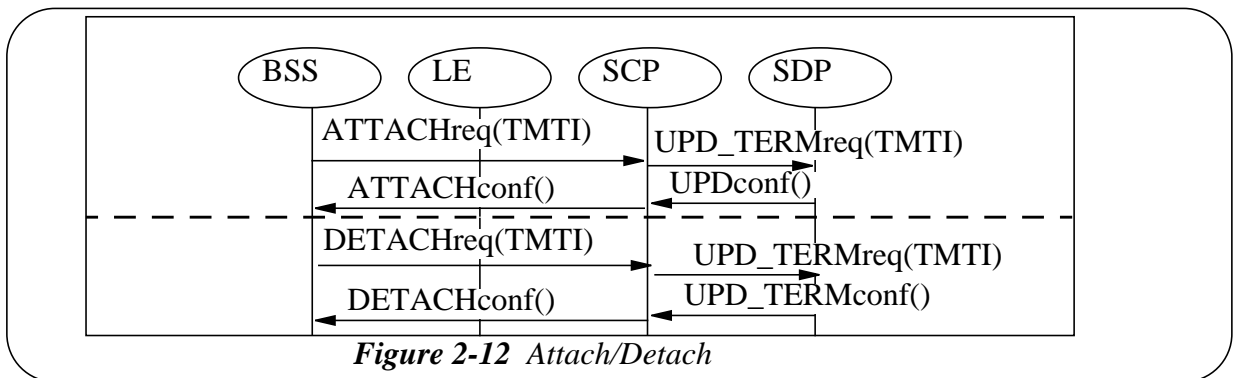 BSS LE SCP SDP
ATTACHreq(TMTI) UPD_TERMreq(TMTI)
ATTACHconf() UPDconf()
DETACHreq(TMTI) UPD_TERMreq(TMTI)
DETACHconf() UPD_TERMconf()
Figure 2-12 Attach/Detach